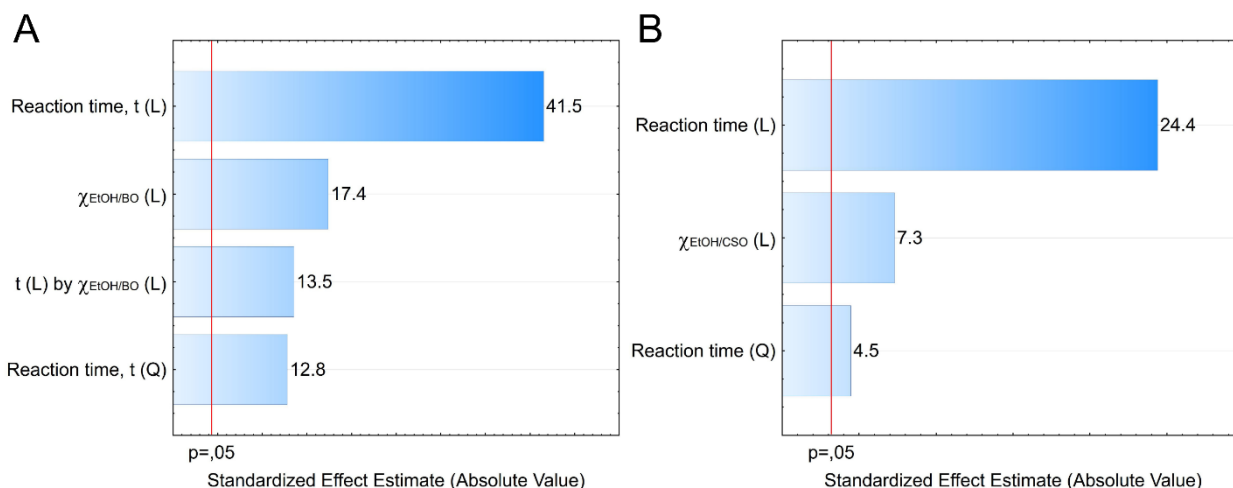 A
Reaction time, t (L)
41.5
χEtOH/BO (L)
17.4
t (L) by χEtOH/BO (L)
13.5
Reaction time, t (Q)
12.8
p=,05
Standardized Effect Estimate (Absolute Value)
B
Reaction time (L)
24.4
χEtOH/CSO (L)
7.3
Reaction time (Q)
4.5
p=,05
Standardized Effect Estimate (Absolute Value)